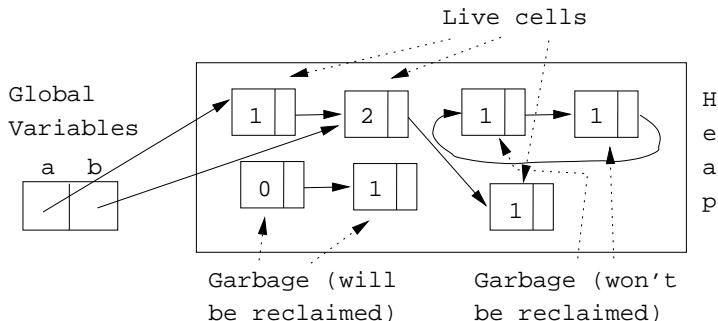 Live cells
Global
Variables
a b
1 2 1 1
0 1 1
H
e
a
p
Garbage (will
be reclaimed)
Garbage (won't
be reclaimed)